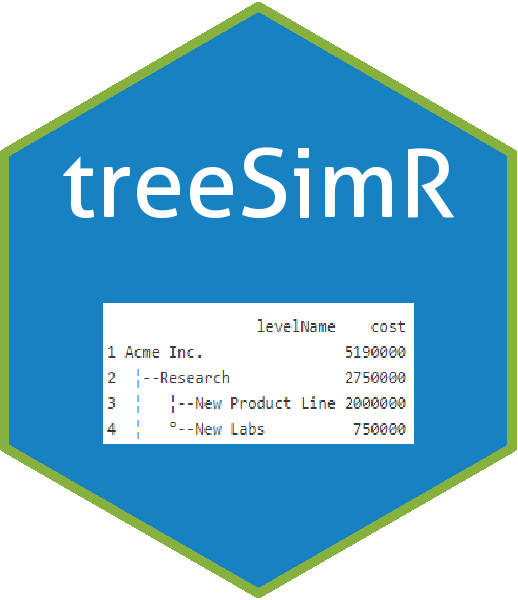 treeSimR
levelName cost
1 Acme Inc. 5190000
2 ¦--Research 2750000
3 ¦ ¦--New Product Line 2000000
4 ¦ °--New Labs 750000